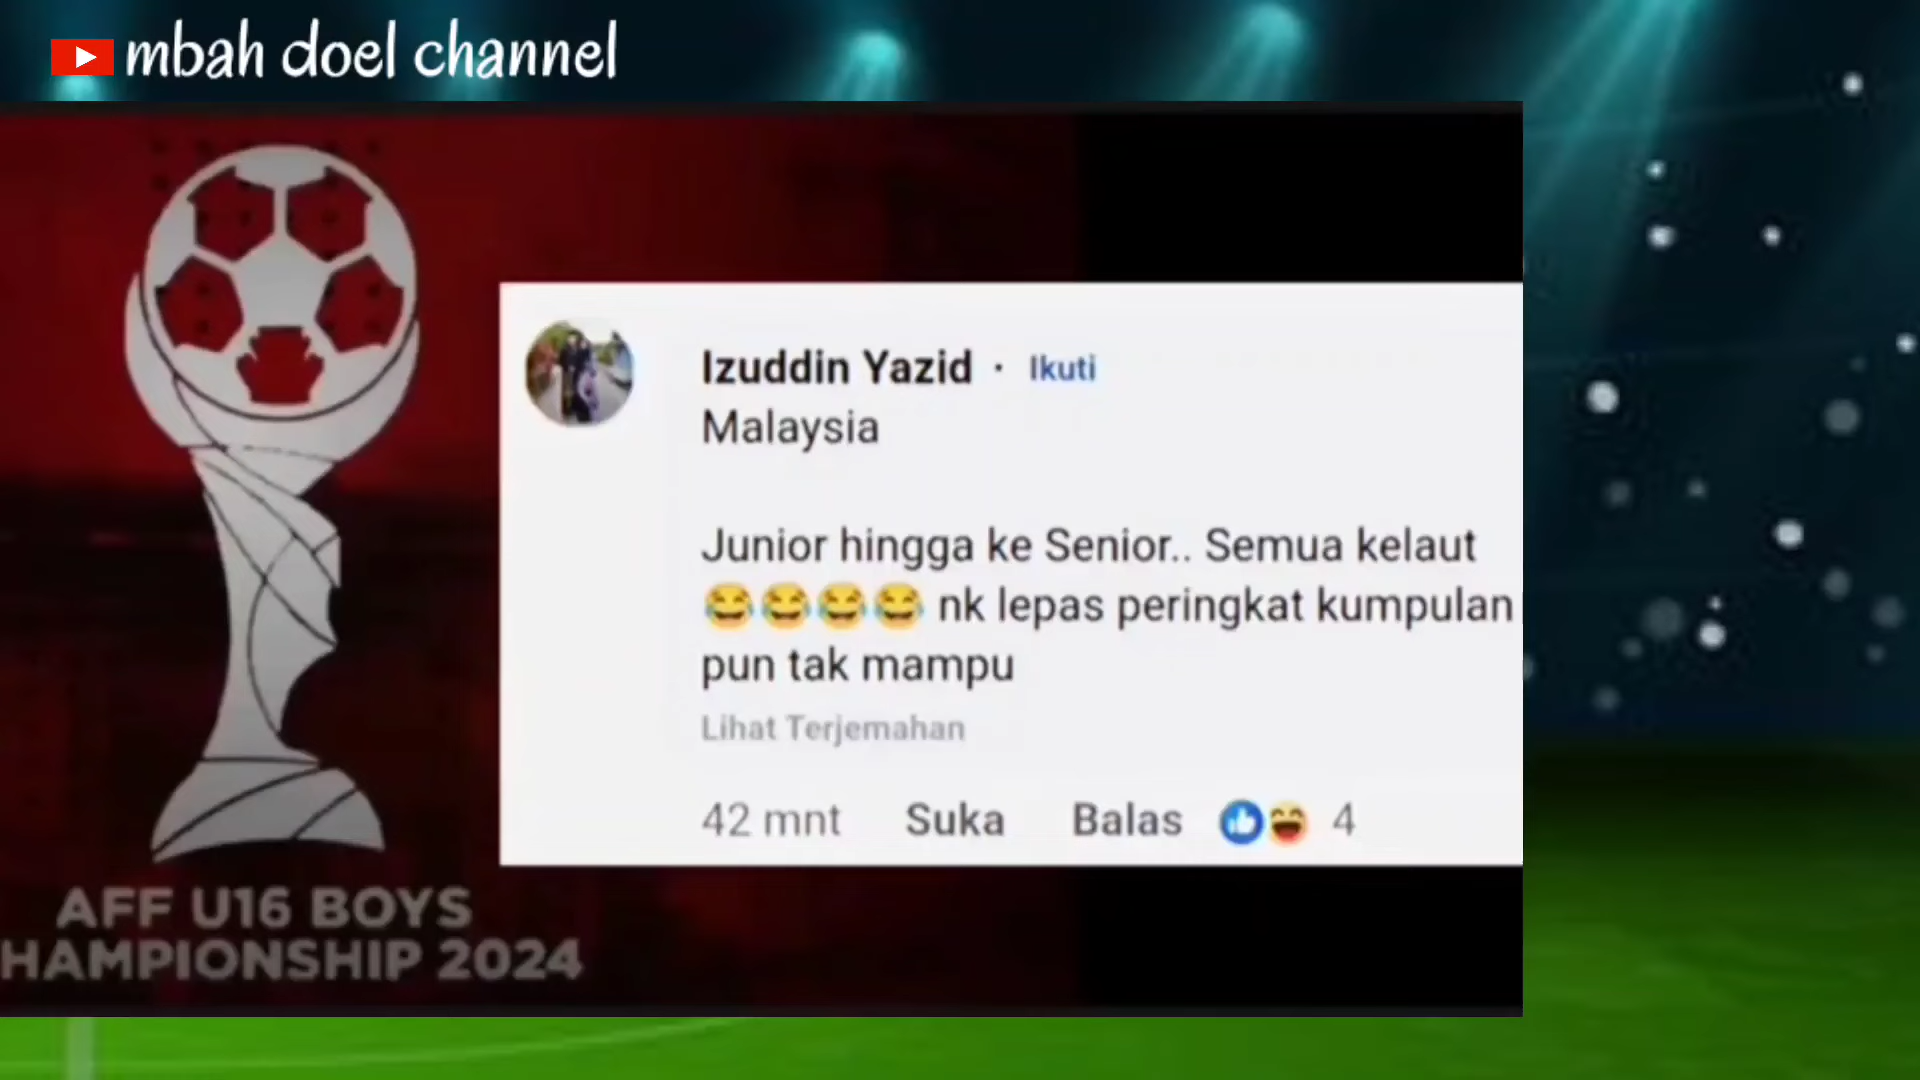 mbah doel channel
Izuddin Yazid · Ikuti
Malaysia
Junior hingga ke Senior.. Semua kelaut
😂😂😂😂 nk lepas peringkat kumpulan
pun tak mampu
Lihat Terjemahan
42 mnt Suka Balas 4
AFF U16 BOYS
HAMPIONSHIP 2024